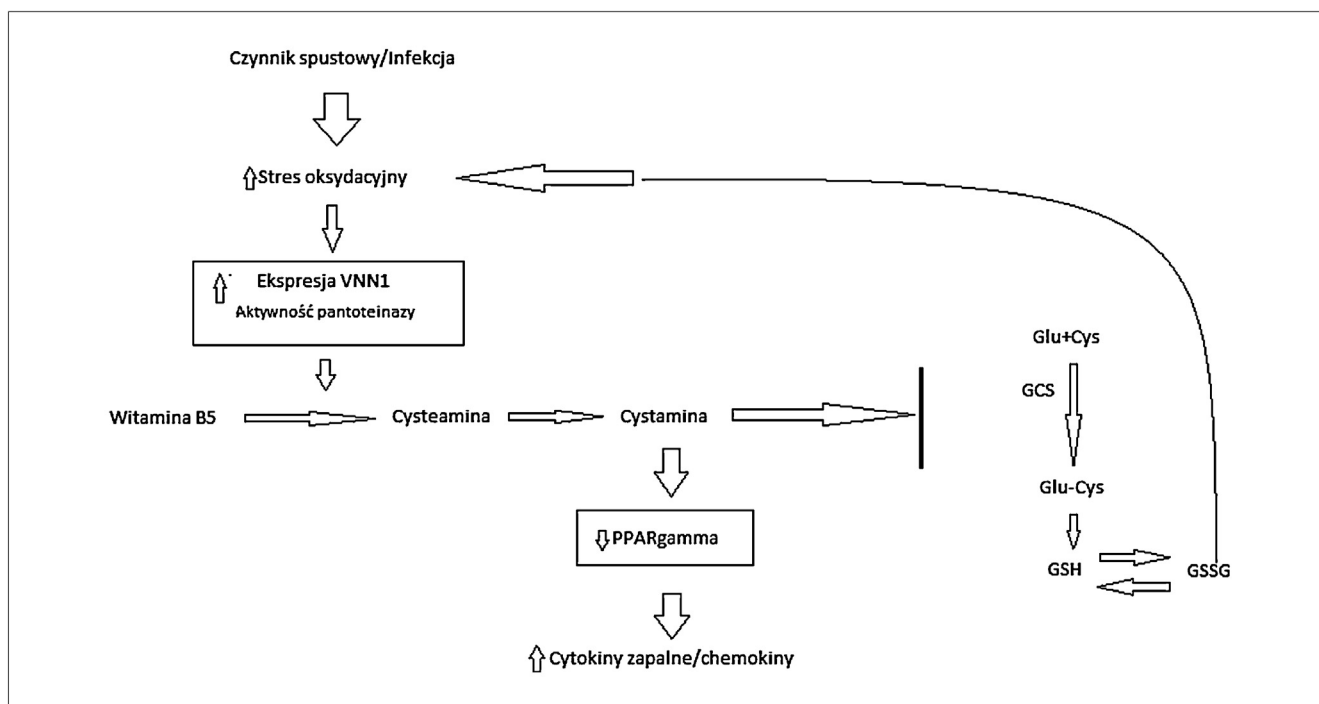 Czynnik spustowy/Infekcja
Stres oksydacyjny
Ekspresja VNN1
Aktywność pantoteinazy
Glu+Cys
GCS
Witamina B5
Cysteamina
Cystamina
Glu-Cys
PPARgamma
GSH
GSSG
Cytokiny zapalne/chemokiny